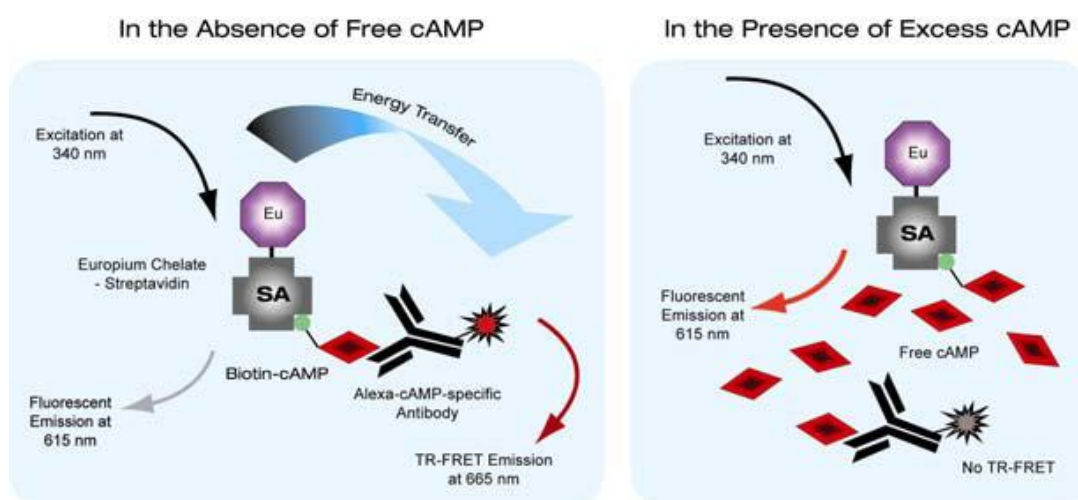 In the Absence of Free cAMP
Excitation at
340 nm
Energy Transfer
Eu
Europium Chelate
- Streptavidin
SA
Biotin-cAMP
Alexa-cAMP-specific
Antibody
Fluorescent
Emission at
615 nm
TR-FRET Emission
at 665 nm
In the Presence of Excess cAMP
Excitation at
340 nm
Eu
SA
Fluorescent
Emission at
615 nm
Free cAMP
No TR-FRET